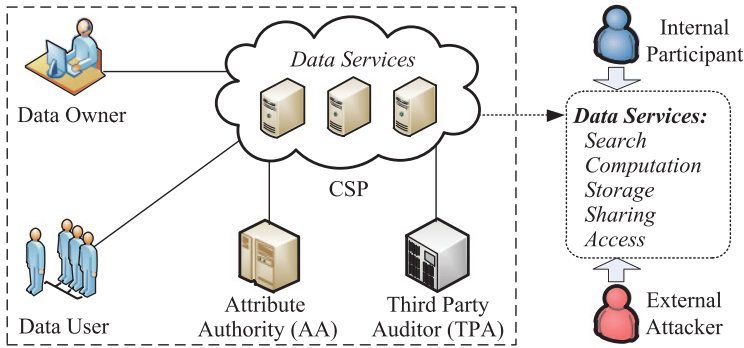 Data Services
Data Owner
CSP
Data User
Attribute
Authority (AA)
Third Party
Auditor (TPA)
Internal
Participant
Data Services:
Search
Computation
Storage
Sharing
Access
External
Attacker